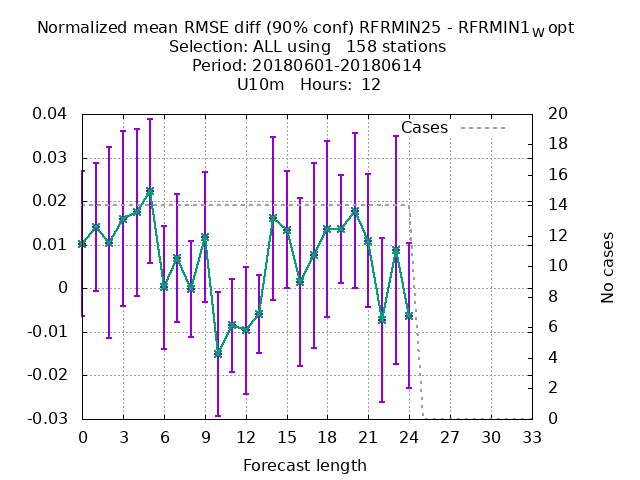 Normalized mean RMSE diff (90% conf) RFRMIN25 - RFRMIN1w opt
Selection: ALL using 158 stations
Period: 20180601-20180614
U10m Hours: 12
Cases
0.04
0.03
0.02
0.01
0
-0.01
-0.02
-0.03
20
18
16
14
12
10
8
6
4
2
0
No cases
0 3 6 9 12 15 18 21 24 27 30 33
Forecast length